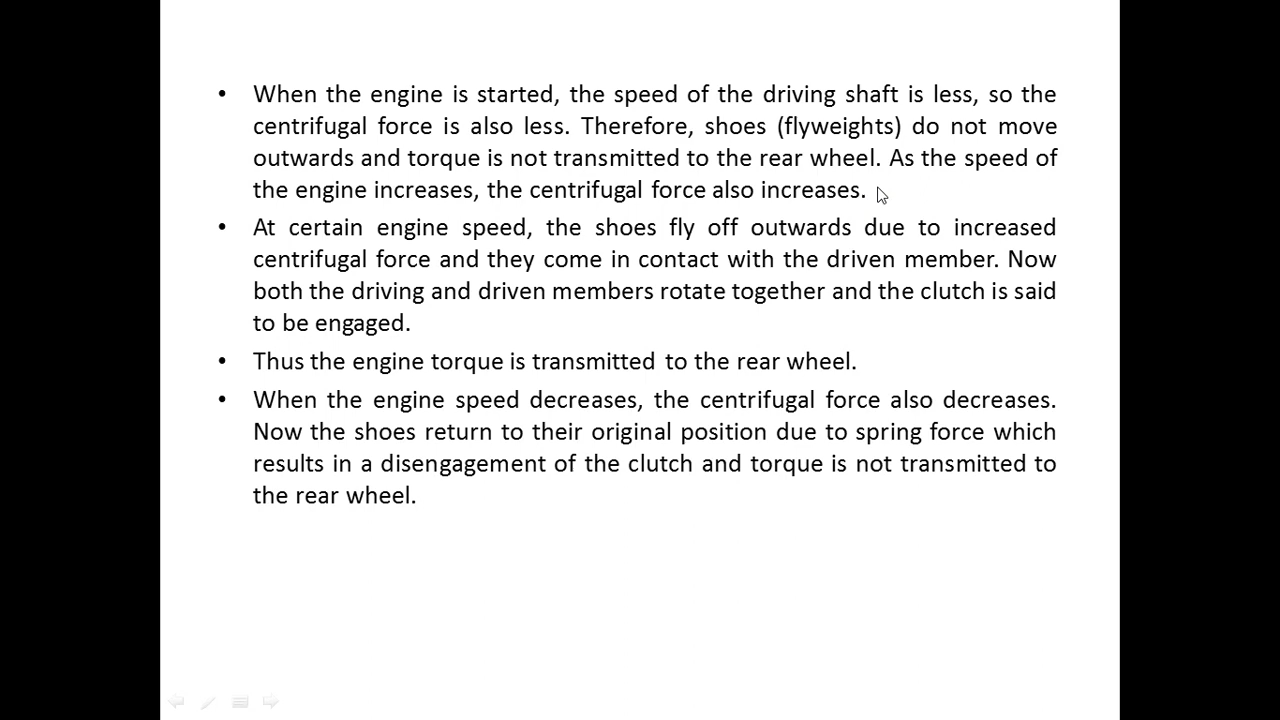 • When the engine is started, the speed of the driving shaft is less, so the
centrifugal force is also less. Therefore, shoes (flyweights) do not move
outwards and torque is not transmitted to the rear wheel. As the speed of
the engine increases, the centrifugal force also increases.
• At certain engine speed, the shoes fly off outwards due to increased
centrifugal force and they come in contact with the driven member. Now
both the driving and driven members rotate together and the clutch is said
to be engaged.
• Thus the engine torque is transmitted to the rear wheel.
• When the engine speed decreases, the centrifugal force also decreases.
Now the shoes return to their original position due to spring force which
results in a disengagement of the clutch and torque is not transmitted to
the rear wheel.